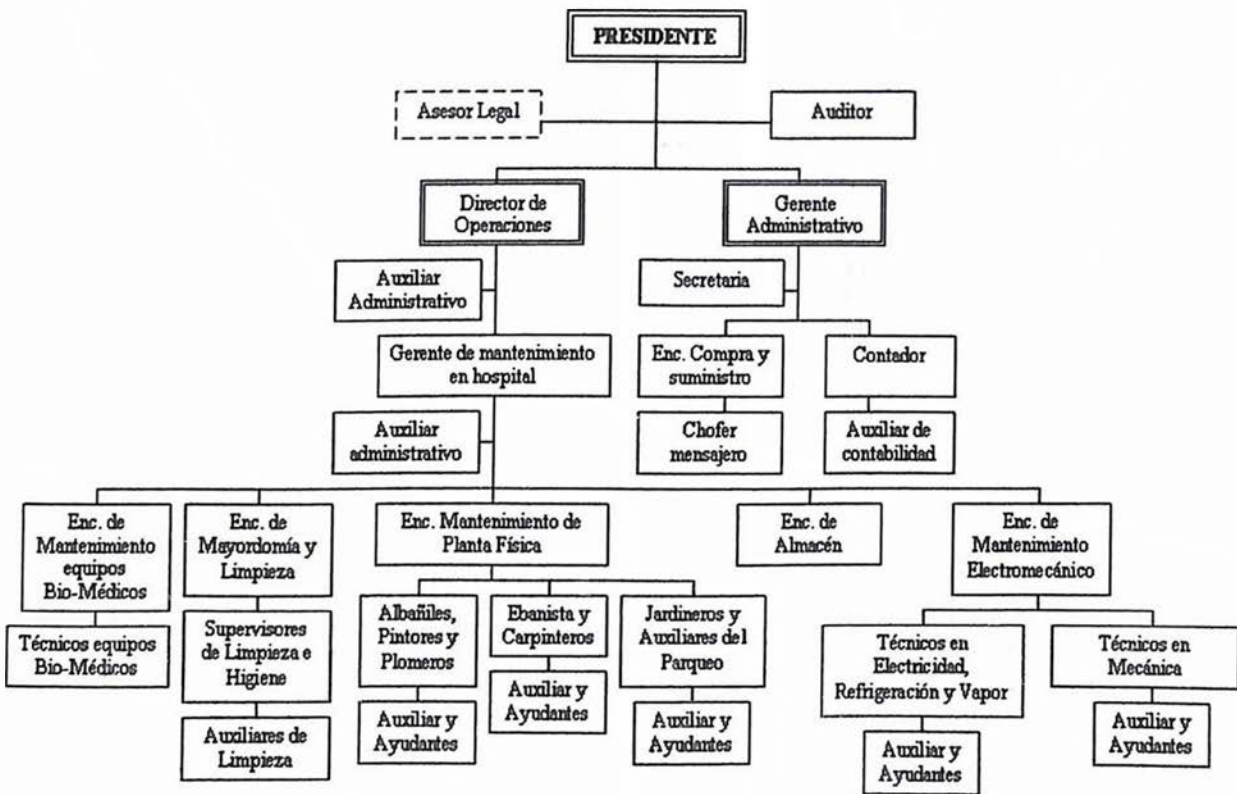 PRESIDENTE
Asesor Legal
Auditor
Director de
Operaciones
Gerente
Administrativo
Auxiliar
Administrativo
Secretaria
Gerente de mantenimiento
en hospital
Enc. Compra y
suministro
Contador
Auxiliar
administrativo
Chofer
mensajero
Auxiliar de
contabilidad
Enc. de
Mantenimiento
equipos
Bio-Médicos
Enc. de
Mayordomía y
Limpieza
Enc. Mantenimiento de
Planta Física
Enc. de
Almacén
Enc. de
Mantenimiento
Electromecánico
Técnicos equipos
Bio-Médicos
Supervisores
de Limpieza e
Higiene
Albañiles,
Pintores y
Plomeros
Ebanista y
Carpinteros
Jardineros y
Auxiliares del
Parqueo
Técnicos en
Electricidad,
Refrigeración y Vapor
Técnicos en
Mecánica
Auxiliares de
Limpieza
Auxiliar y
Ayudantes
Auxiliar y
Ayudantes
Auxiliar y
Ayudantes
Auxiliar y
Ayudantes
Auxiliar y
Ayudantes